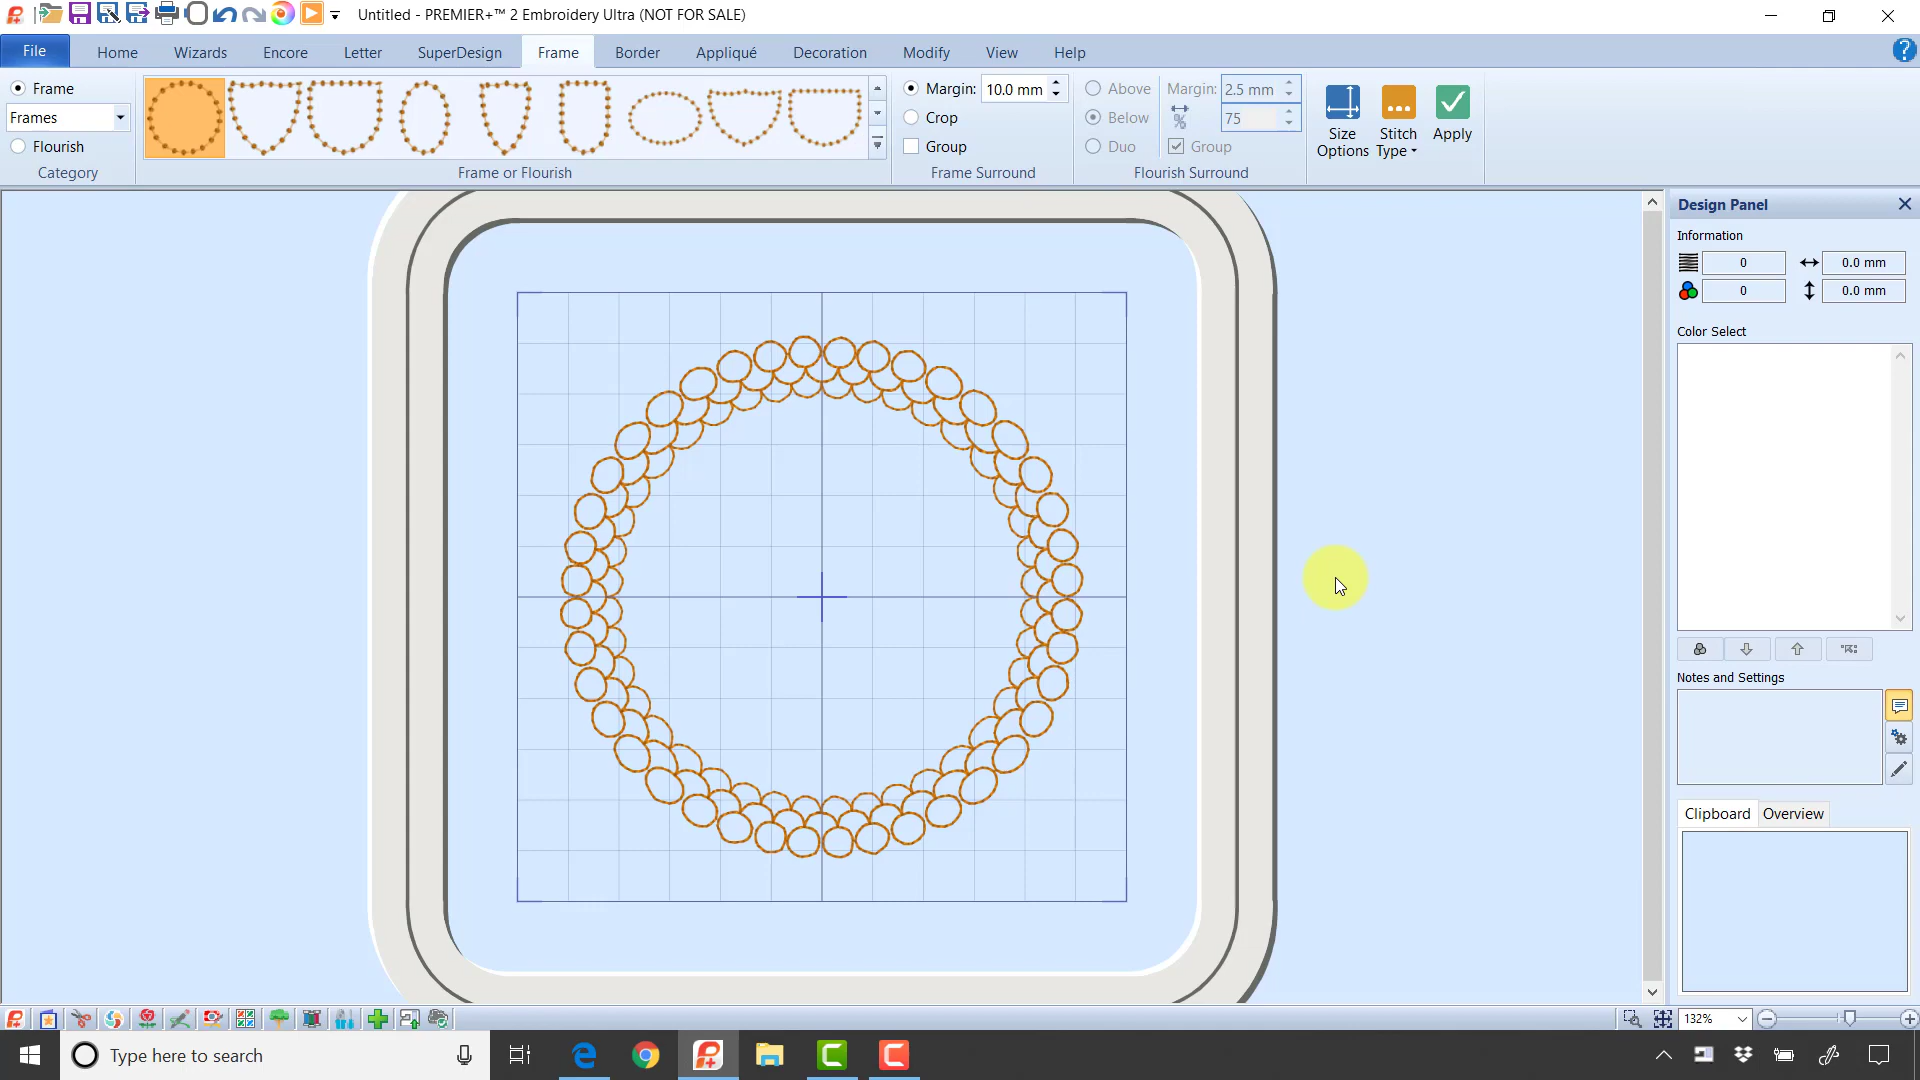 Untitled - PREMIER+™ 2 Embroidery Ultra (NOT FOR SALE)
File Home Wizards Encore Letter SuperDesign Frame Border Appliqué Decoration Modify View Help
Frame
Frames
Flourish
Category
Frame or Flourish
Margin: 10.0 mm
Crop
Group
Frame Surround
Above
Below
Duo
Margin: 2.5 mm
75
Group
Flourish Surround
Size
Options
Stitch
Type
Apply
Design Panel
Information
0 0.0 mm
0 0.0 mm
Color Select
Notes and Settings
Clipboard Overview
132%
Type here to search